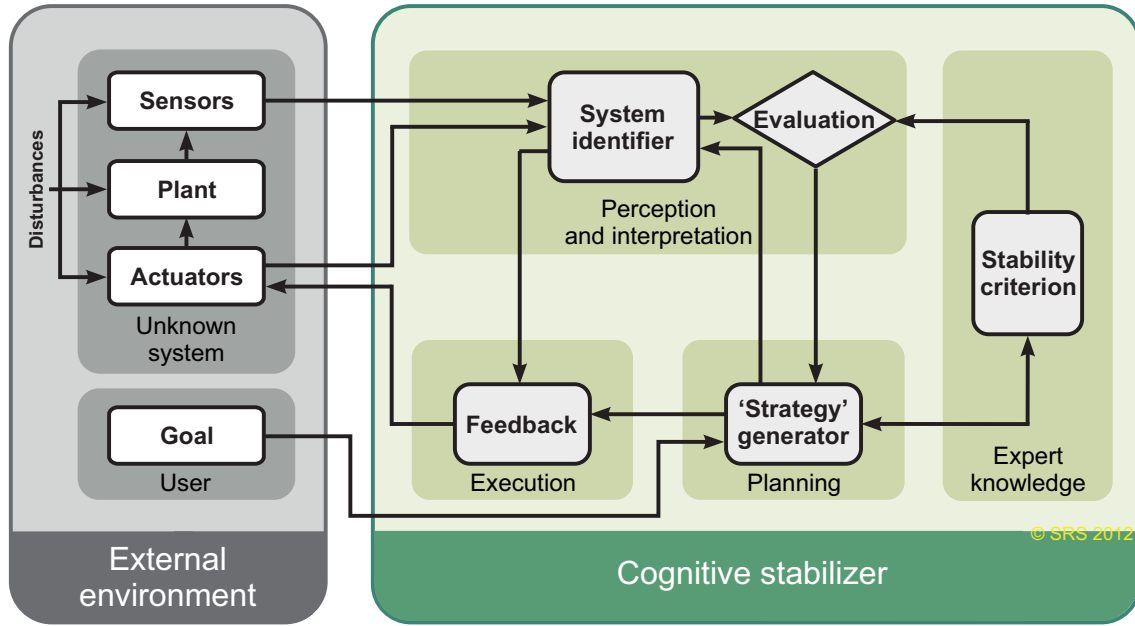 Disturbances
Sensors
Plant
Actuators
Unknown
system
Goal
User
External
environment
System
identifier
Evaluation
Perception
and interpretation
Stability
criterion
Feedback
Execution
‘Strategy’
generator
Planning
Expert
knowledge
© SRS 2012
Cognitive stabilizer